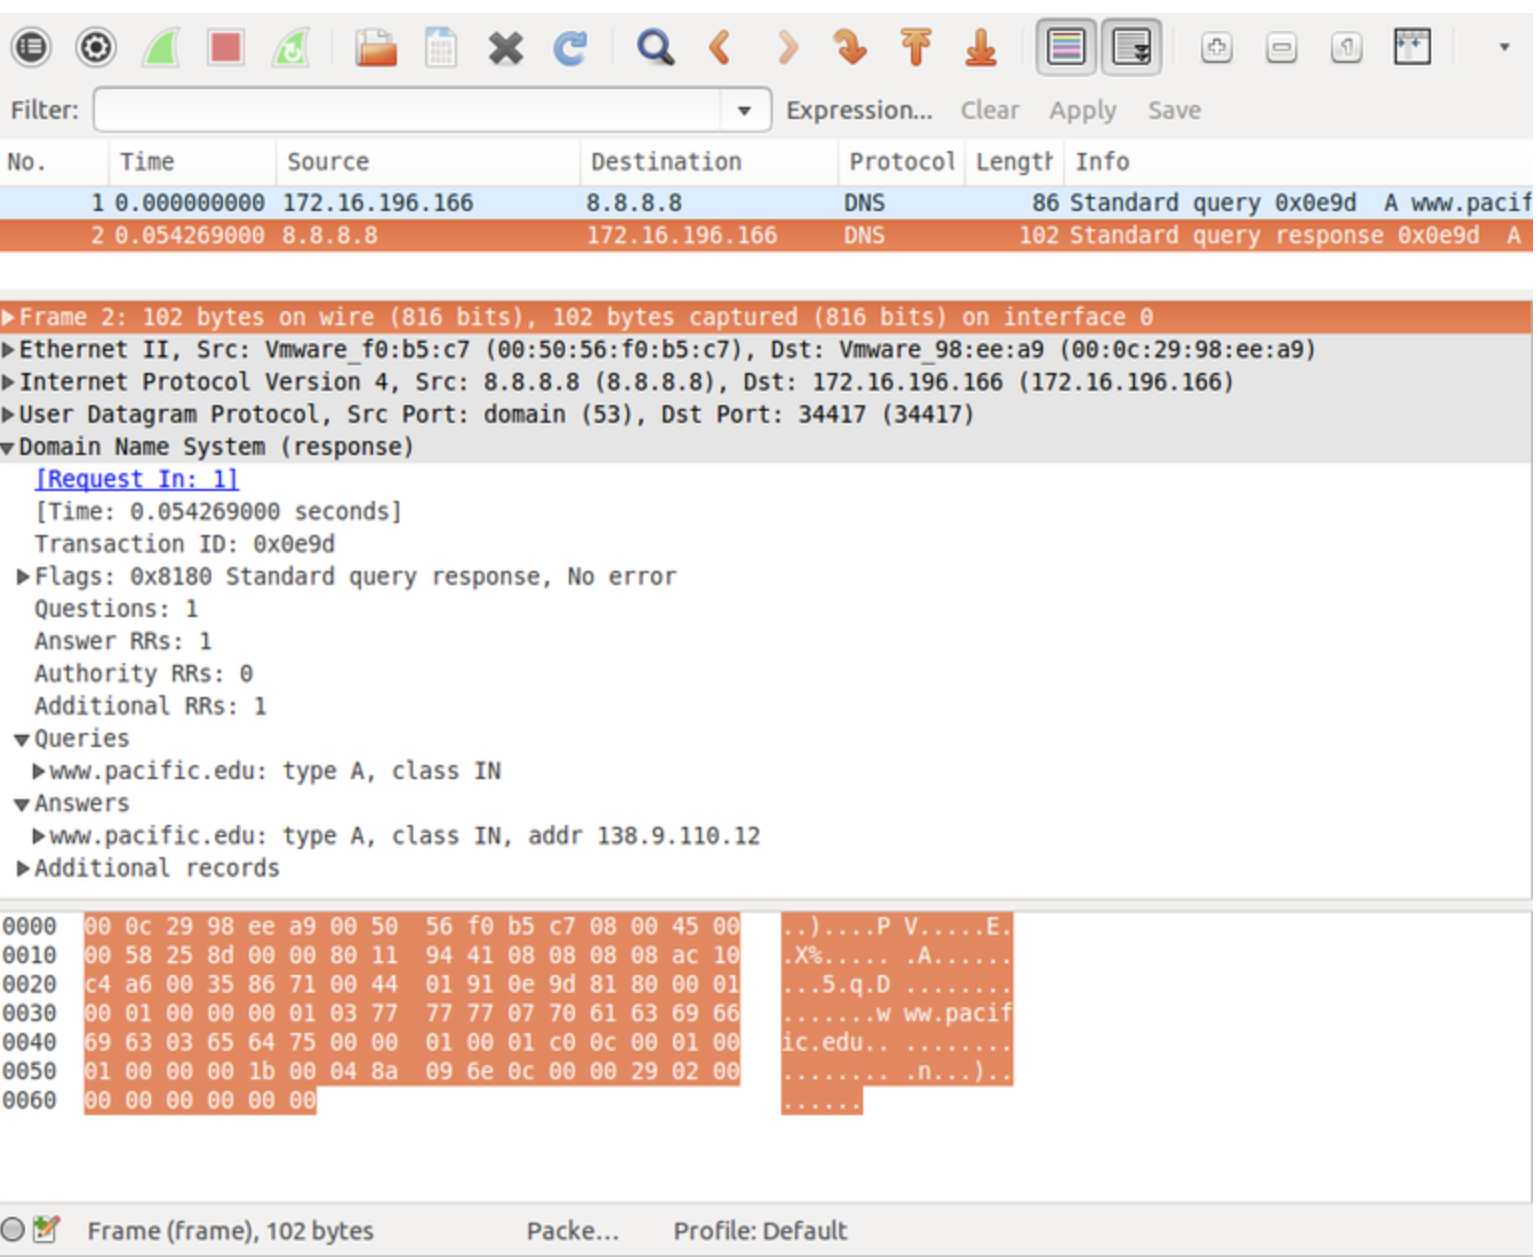 Filter: Expression... Clear Apply Save
No. Time Source Destination Protocol Length Info
1 0.000000000 172.16.196.166 8.8.8.8 DNS 86 Standard query 0x0e9d A www.pacif
2 0.054269000 8.8.8.8 172.16.196.166 DNS 102 Standard query response 0x0e9d A
Frame 2: 102 bytes on wire (816 bits), 102 bytes captured (816 bits) on interface 0
Ethernet II, Src: Vmware_f0:b5:c7 (00:50:56:f0:b5:c7), Dst: Vmware_98:ee:a9 (00:0c:29:98:ee:a9)
Internet Protocol Version 4, Src: 8.8.8.8 (8.8.8.8), Dst: 172.16.196.166 (172.16.196.166)
User Datagram Protocol, Src Port: domain (53), Dst Port: 34417 (34417)
Domain Name System (response)
[Request In: 1]
[Time: 0.054269000 seconds]
Transaction ID: 0x0e9d
Flags: 0x8180 Standard query response, No error
Questions: 1
Answer RRs: 1
Authority RRs: 0
Additional RRs: 1
Queries
www.pacific.edu: type A, class IN
Answers
www.pacific.edu: type A, class IN, addr 138.9.110.12
Additional records
0000 00 0c 29 98 ee a9 00 50 56 f0 b5 c7 08 00 45 00 ..)....P V.....E.
0010 00 58 25 8d 00 00 80 11 94 41 08 08 08 08 ac 10 .X%..... .A......
0020 c4 a6 00 35 86 71 00 44 01 91 0e 9d 81 80 00 01 ...5.q.D ........
0030 00 01 00 00 00 01 03 77 77 77 07 70 61 63 69 66 .......w ww.pacif
0040 69 63 03 65 64 75 00 00 01 00 01 c0 0c 00 01 00 ic.edu.. ........
0050 01 00 00 00 1b 00 04 8a 09 6e 0c 00 00 29 02 00 ........ .n...)..
0060 00 00 00 00 00 00 ......
Frame (frame), 102 bytes Packe... Profile: Default